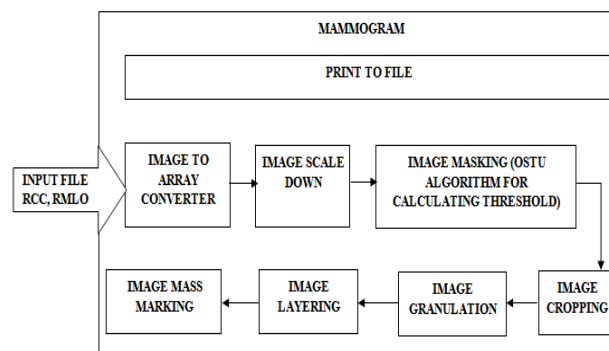 MAMMOGRAM
PRINT TO FILE
INPUT FILE
RCC, RMLO
IMAGE TO
ARRAY
CONVERTER
IMAGE SCALE
DOWN
IMAGE MASKING (OSTU
ALGORITHM FOR
CALCULATING THRESHOLD)
IMAGE
CROPPING
IMAGE
GRANULATION
IMAGE
LAYERING
IMAGE MASS
MARKING